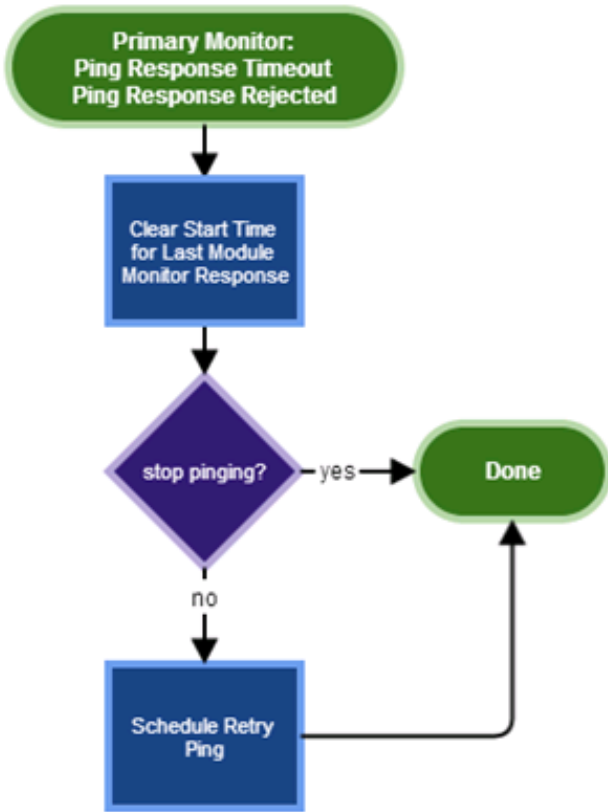 Primary Monitor:
Ping Response Timeout
Ping Response Rejected
Clear Start Time
for Last Module
Monitor Response
stop pinging?
yes
Done
no
Schedule Retry
Ping